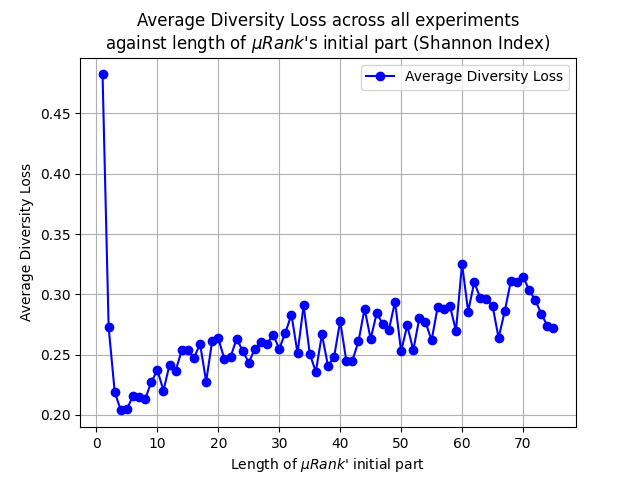 Average Diversity Loss across all experiments
against length of μRank's initial part (Shannon Index)
Average Diversity Loss
0.45
0.40
0.35
0.30
0.25
0.20
Average Diversity Loss
0 10 20 30 40 50 60 70
Length of μRank' initial part